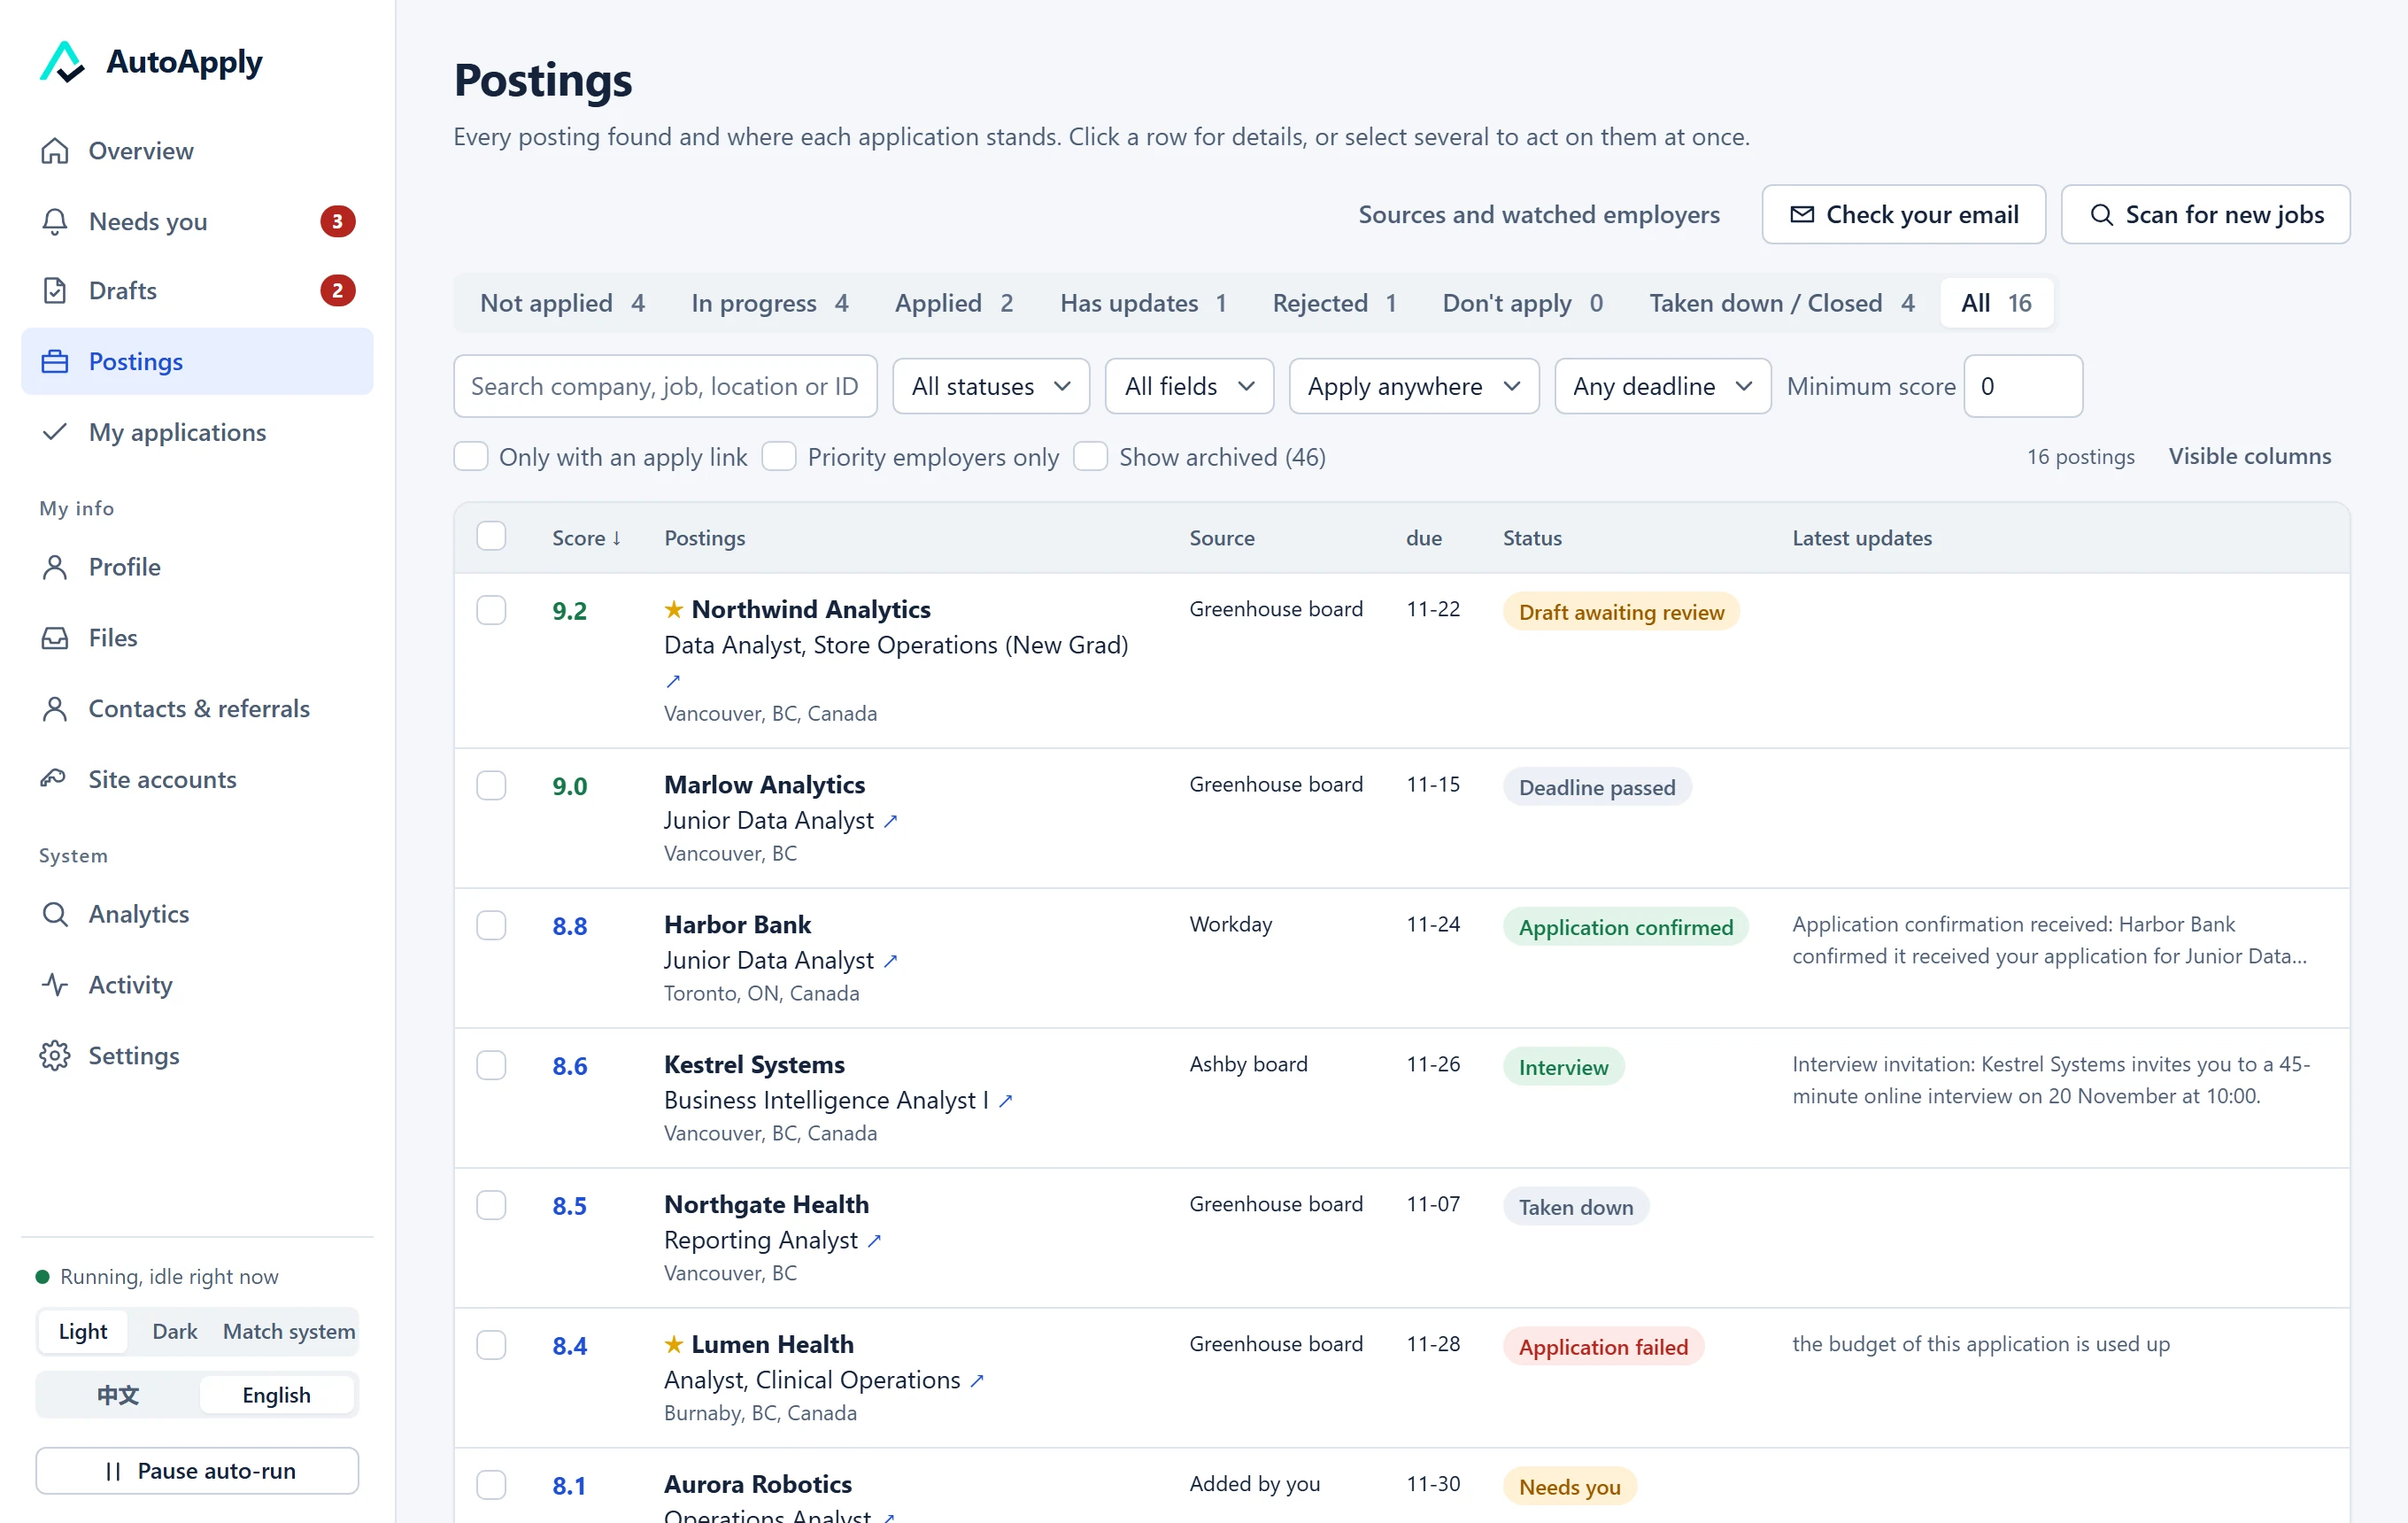 AutoApply
Overview
Needs you 3
Drafts 2
Postings
My applications
My info
Profile
Files
Contacts & referrals
Site accounts
System
Analytics
Activity
Settings
Running, idle right now
Light Dark Match system
中文 English
Pause auto-run
Postings
Every posting found and where each application stands. Click a row for details, or select several to act on them at once.
Sources and watched employers Check your email Scan for new jobs
Not applied 4 In progress 4 Applied 2 Has updates 1 Rejected 1 Don't apply 0 Taken down / Closed 4 All 16
Search company, job, location or ID All statuses All fields Apply anywhere Any deadline Minimum score 0
Only with an apply link Priority employers only Show archived (46) 16 postings Visible columns
Score ↓ Postings Source due Status Latest updates
9.2 ★ Northwind Analytics Greenhouse board 11-22 Draft awaiting review
Data Analyst, Store Operations (New Grad)
↗
Vancouver, BC, Canada
9.0 Marlow Analytics Greenhouse board 11-15 Deadline passed
Junior Data Analyst ↗
Vancouver, BC
8.8 Harbor Bank Workday 11-24 Application confirmed Application confirmation received: Harbor Bank
Junior Data Analyst ↗ confirmed it received your application for Junior Data...
Toronto, ON, Canada
8.6 Kestrel Systems Ashby board 11-26 Interview Interview invitation: Kestrel Systems invites you to a 45-
Business Intelligence Analyst I ↗ minute online interview on 20 November at 10:00.
Vancouver, BC, Canada
8.5 Northgate Health Greenhouse board 11-07 Taken down
Reporting Analyst ↗
Vancouver, BC
8.4 ★ Lumen Health Greenhouse board 11-28 Application failed the budget of this application is used up
Analyst, Clinical Operations ↗
Burnaby, BC, Canada
8.1 Aurora Robotics Added by you 11-30 Needs you
Operations Analyst ↗